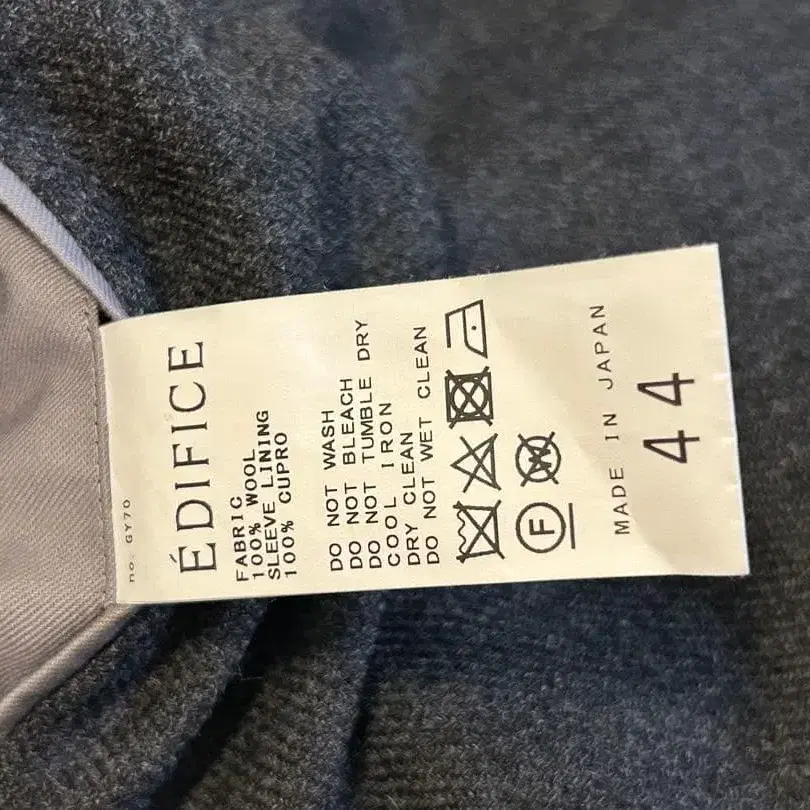 no. GY70
ÉDIFICE
FABRIC
100% WOOL
SLEEVE LINING
100% CUPRO
DO NOT WASH
DO NOT BLEACH
DO NOT TUMBLE DRY
COOL IRON
DRY CLEAN
DO NOT WET CLEAN
F W
MADE IN JAPAN
44